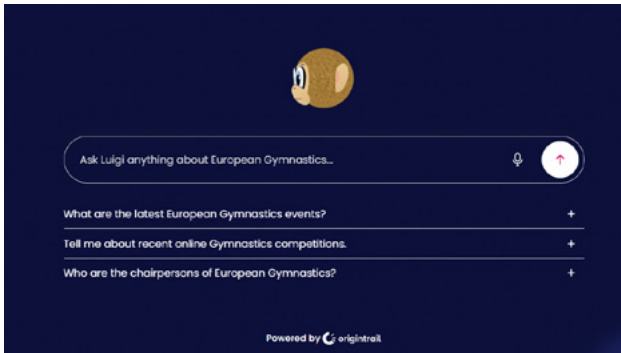 Ask Luigi anything about European Gymnastics...
What are the latest European Gymnastics events?
+
Tell me about recent online Gymnastics competitions.
+
Who are the chairpersons of European Gymnastics?
+
Powered by origintrail